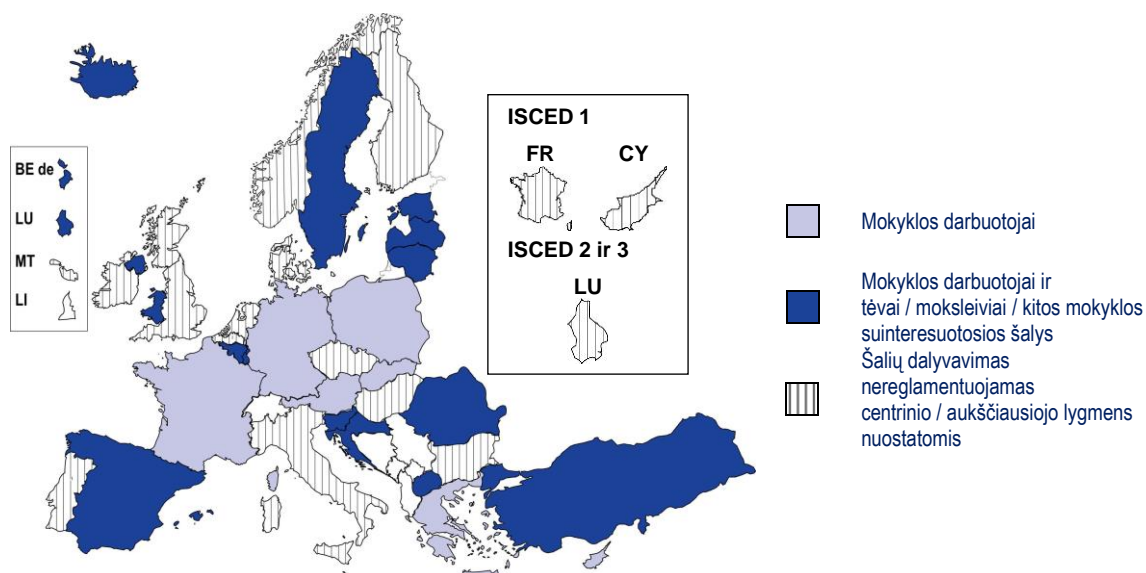 ISCED 1
FR CY
ISCED 2 ir 3
LU
BE de
LU
MT
LI
Mokyklos darbuotojai
Mokyklos darbuotojai ir
tėvai / moksleiviai / kitos mokyklos
suinteresuotosios šalys
Šalių dalyvavimas
nereglamentuojamas
centrinio / aukščiausiojo lygmens
nuostatomis